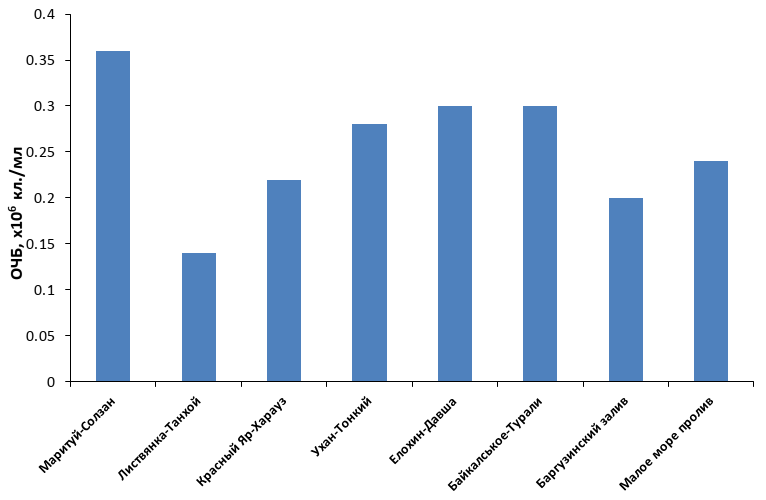 0.4
0.35
0.3
0.25
0.2
0.15
0.1
0.05
0
ОЧБ, х10⁶ кл./мл
Маритуй-Солзан
Листвянка-Танхой
Красный Яр-Харауз
Ухан-Тонкий
Елохин-Давша
Байкальськое-Турали
Баргузинский залив
Малое море пролив